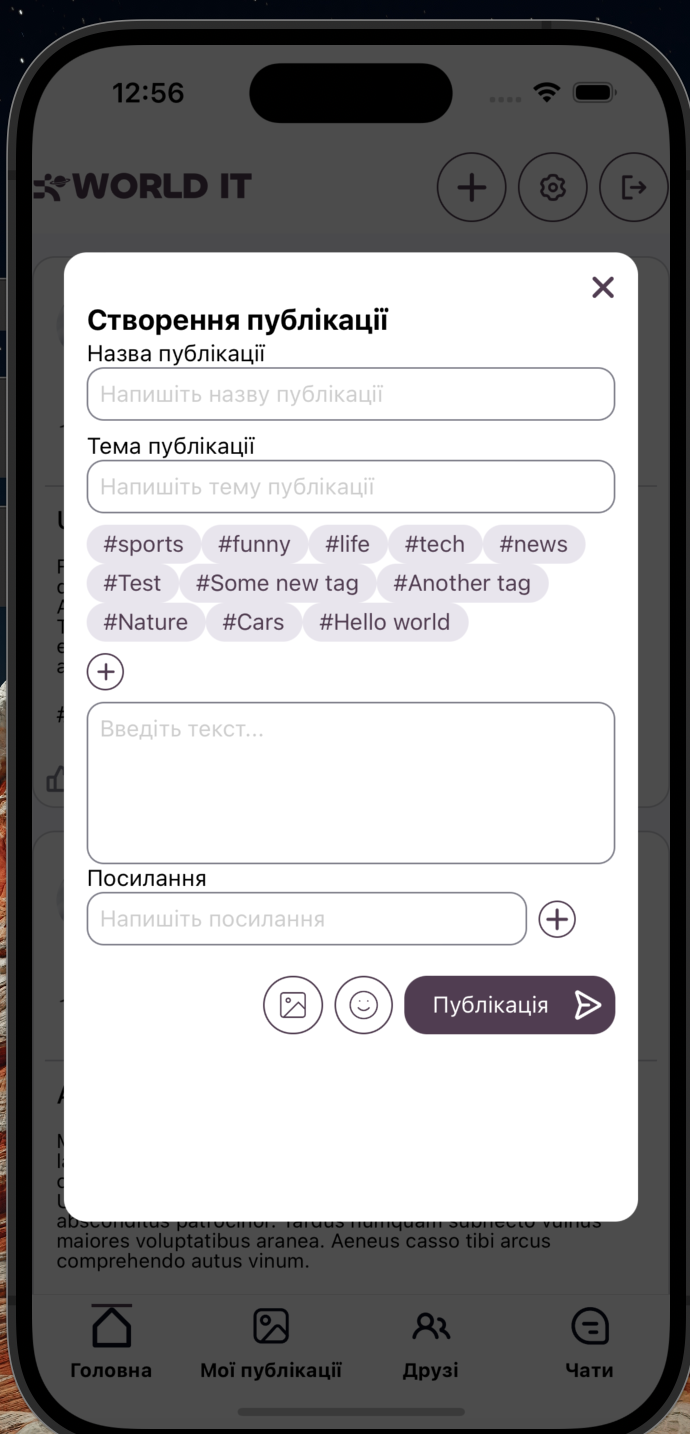 12:56
WORLD IT
Створення публікації
Назва публікації
Напишіть назву публікації
Тема публікації
Напишіть тему публікації
#sports #funny #life #tech #news
#Test #Some new tag #Another tag
#Nature #Cars #Hello world
Введіть текст...
Посилання
Напишіть посилання
Публікація
absconditus patrocinor. Tardus numquam subnecto vulnus
maiores voluptatibus aranea. Aeneus casso tibi arcus
comprehendo autus vinum.
Головна Мої публікації Друзі Чати